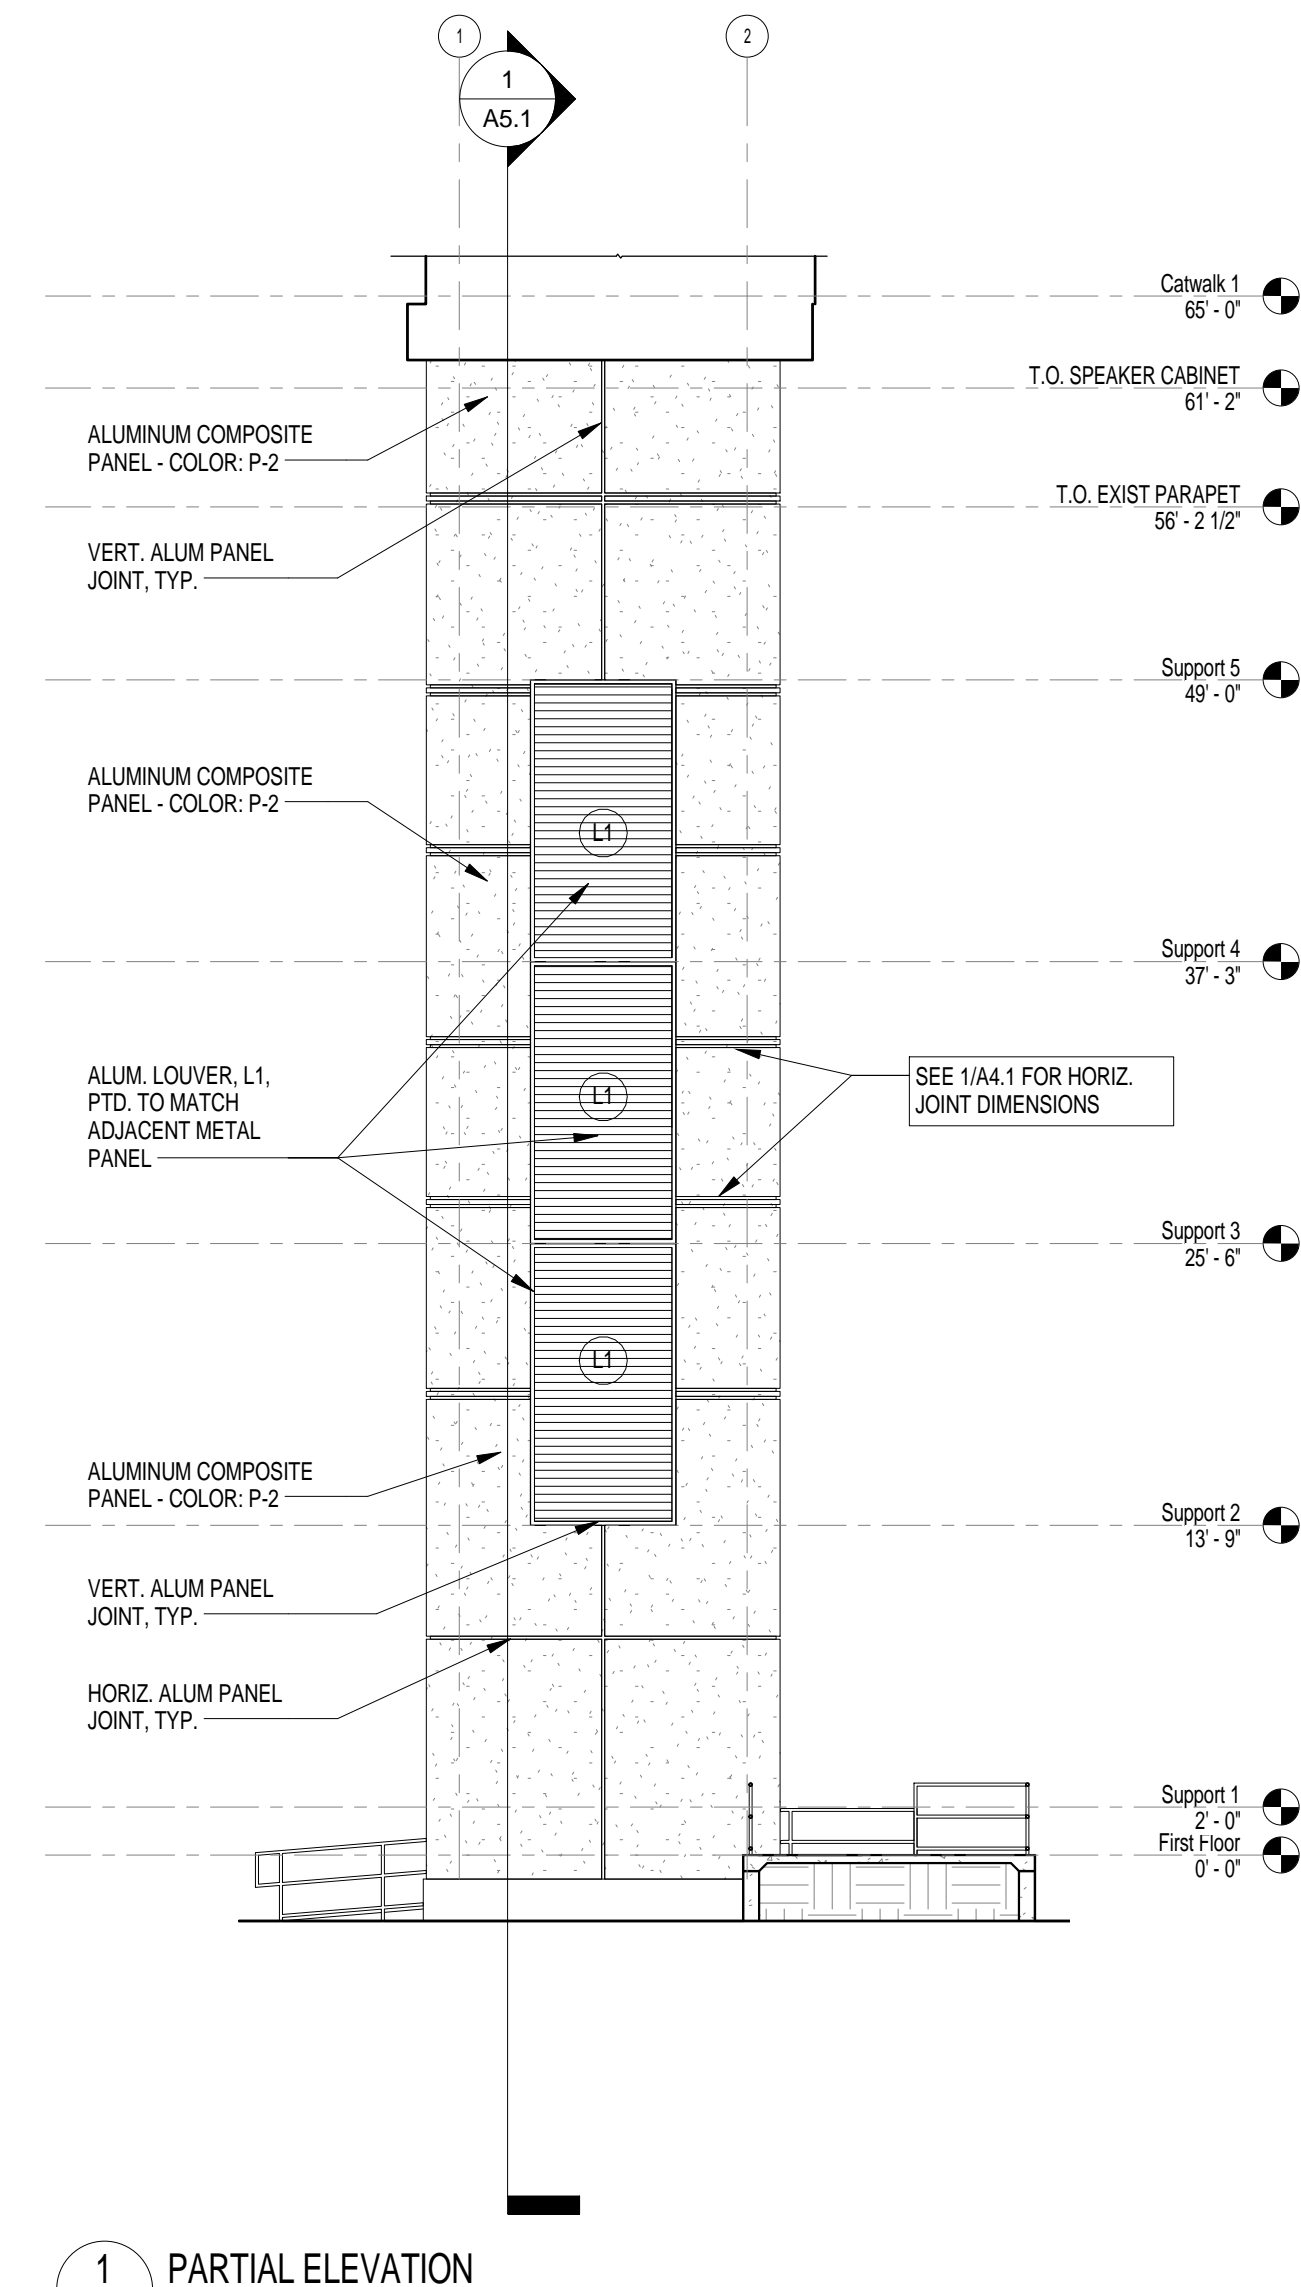 1
2
1
A5.1
Catwalk 1
65' - 0"
T.O. SPEAKER CABINET
61' - 2"
ALUMINUM COMPOSITE
PANEL - COLOR: P-2
T.O. EXIST PARAPET
56' - 2 1/2"
VERT. ALUM PANEL
JOINT, TYP.
Support 5
49' - 0"
ALUMINUM COMPOSITE
PANEL - COLOR: P-2
L1
Support 4
37' - 3"
ALUM. LOUVER, L1,
PTD. TO MATCH
ADJACENT METAL
PANEL
L1
SEE 1/A4.1 FOR HORIZ.
JOINT DIMENSIONS
Support 3
25' - 6"
L1
ALUMINUM COMPOSITE
PANEL - COLOR: P-2
Support 2
13' - 9"
VERT. ALUM PANEL
JOINT, TYP.
HORIZ. ALUM PANEL
JOINT, TYP.
Support 1
2' - 0"
First Floor
0' - 0"
1
PARTIAL ELEVATION